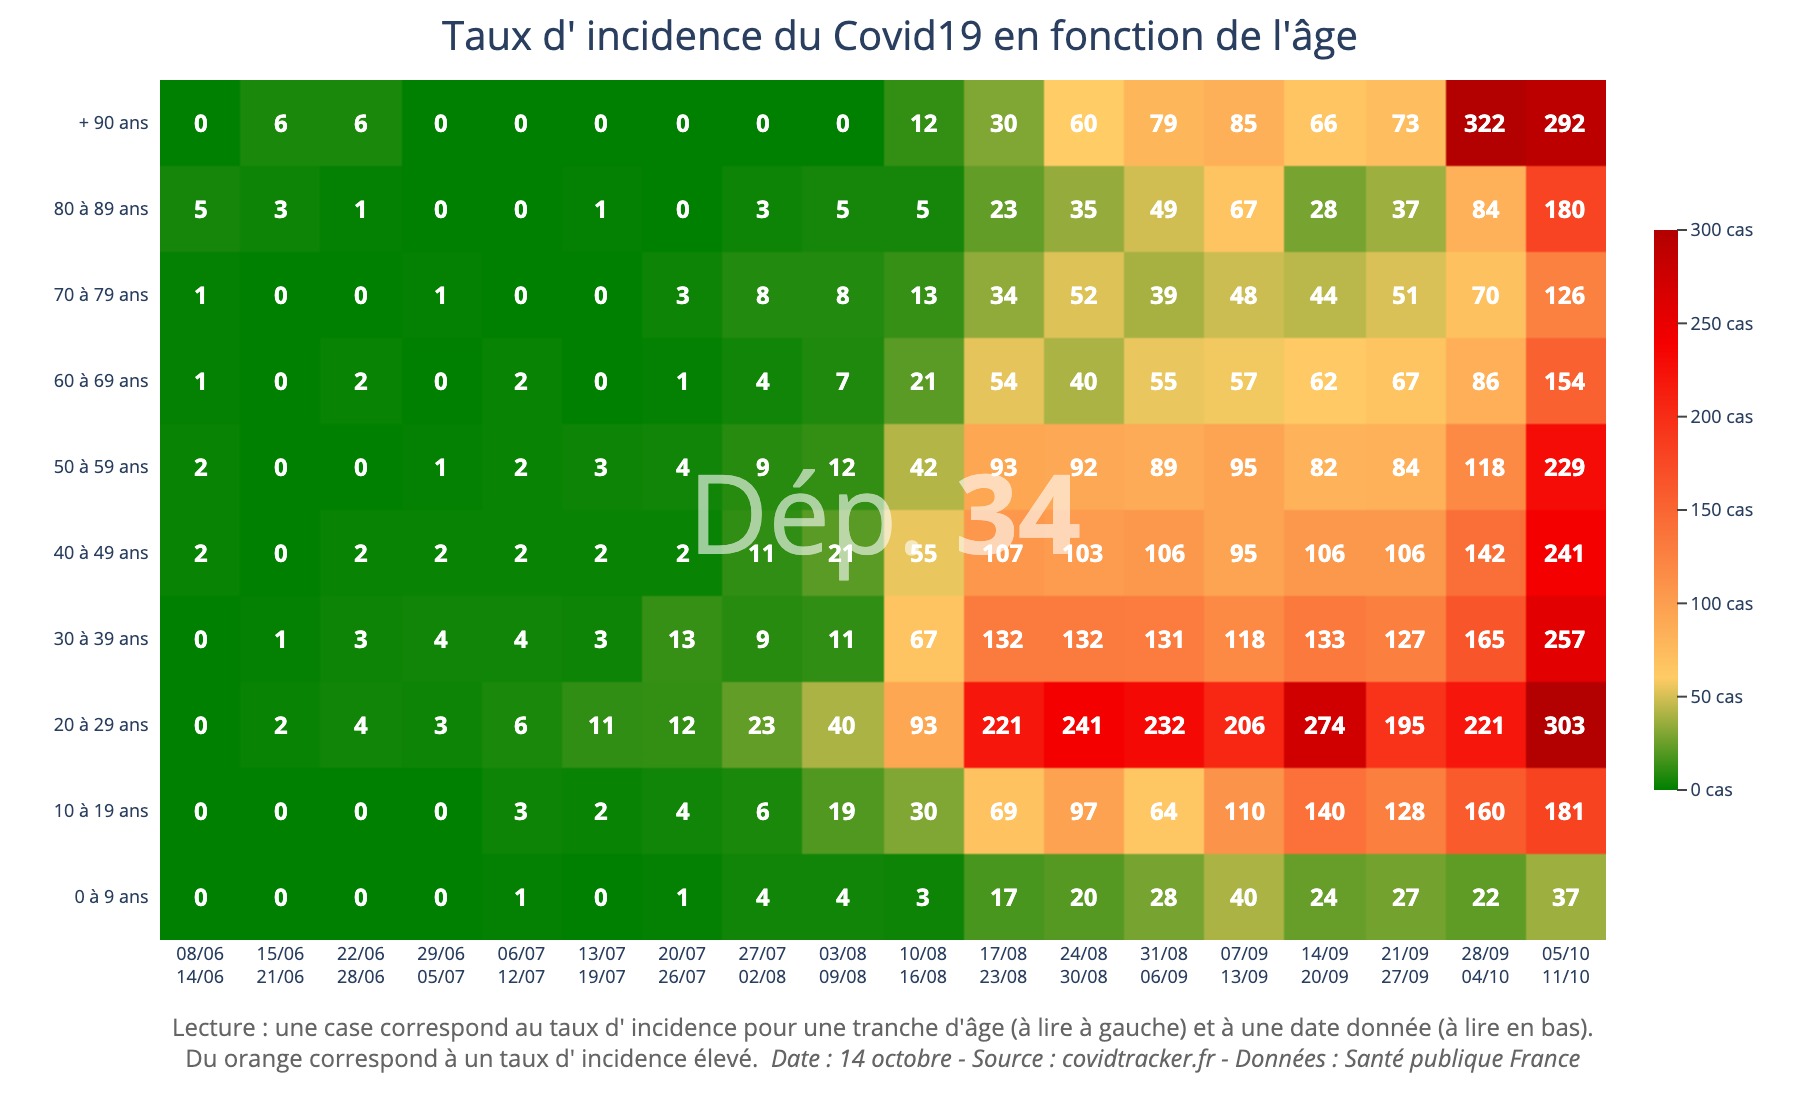 Taux d' incidence du Covid19 en fonction de l'âge
+ 90 ans 0 6 6 0 0 0 0 0 0 12 30 60 79 85 66 73 322 292
80 à 89 ans 5 3 1 0 0 1 0 3 5 5 23 35 49 67 28 37 84 180
70 à 79 ans 1 0 0 1 0 0 3 8 8 13 34 52 39 48 44 51 70 126
60 à 69 ans 1 0 2 0 2 0 1 4 7 21 54 40 55 57 62 67 86 154
50 à 59 ans 2 0 0 1 2 3 4 9 12 42 93 92 89 95 82 84 118 229
Dép. 34
40 à 49 ans 2 0 2 2 2 2 2 11 21 55 107 103 106 95 106 106 142 241
30 à 39 ans 0 1 3 4 4 3 13 9 11 67 132 132 131 118 133 127 165 257
20 à 29 ans 0 2 4 3 6 11 12 23 40 93 221 241 232 206 274 195 221 303
10 à 19 ans 0 0 0 0 3 2 4 6 19 30 69 97 64 110 140 128 160 181
0 à 9 ans 0 0 0 0 1 0 1 4 4 3 17 20 28 40 24 27 22 37
08/06 15/06 22/06 29/06 06/07 13/07 20/07 27/07 03/08 10/08 17/08 24/08 31/08 07/09 14/09 21/09 28/09 05/10
14/06 21/06 28/06 05/07 12/07 19/07 26/07 02/08 09/08 16/08 23/08 30/08 06/09 13/09 20/09 27/09 04/10 11/10
300 cas
250 cas
200 cas
150 cas
100 cas
50 cas
0 cas
Lecture : une case correspond au taux d' incidence pour une tranche d'âge (à lire à gauche) et à une date donnée (à lire en bas).
Du orange correspond à un taux d' incidence élevé. Date : 14 octobre - Source : covidtracker.fr - Données : Santé publique France